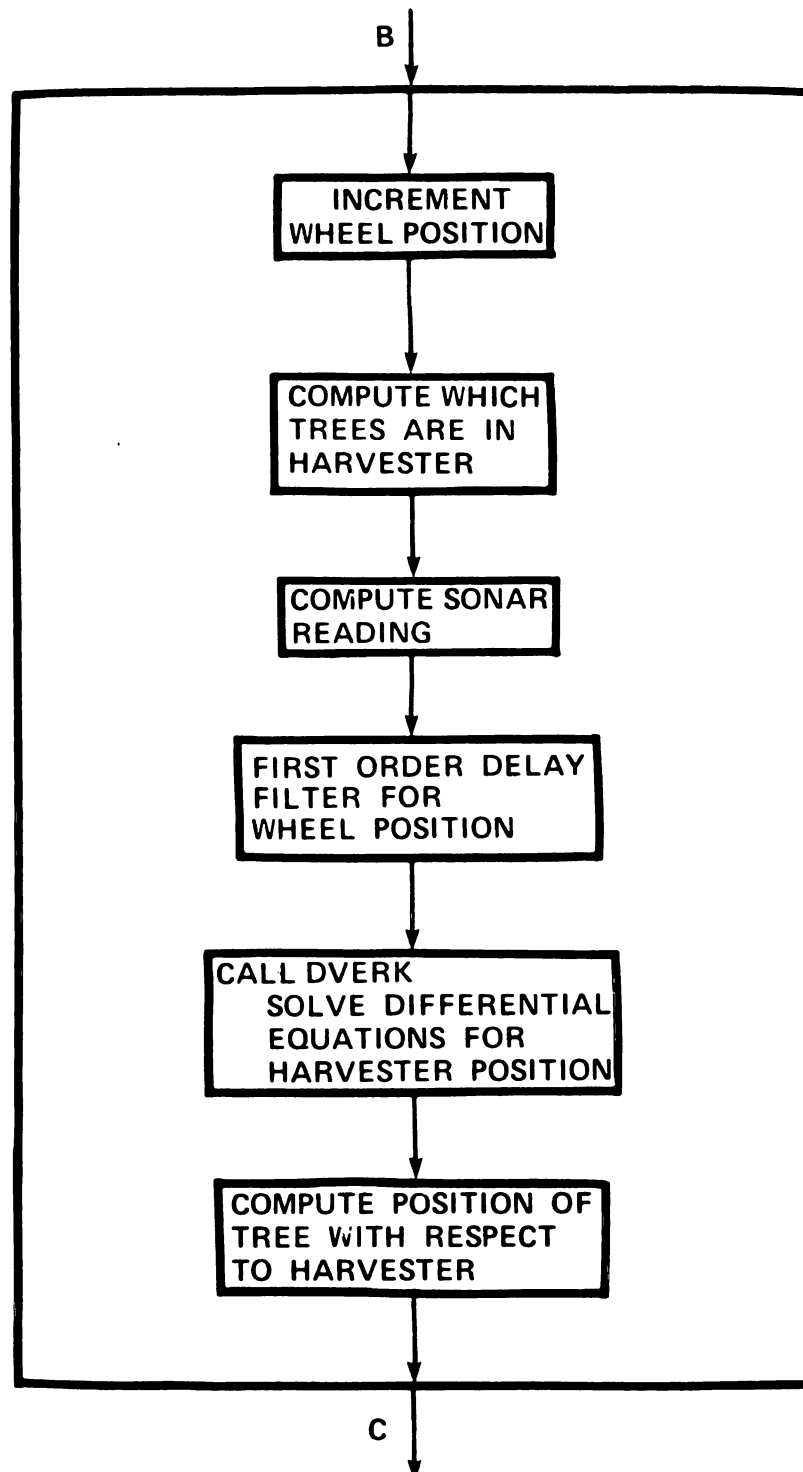 B
INCREMENT
WHEEL POSITION
COMPUTE WHICH
TREES ARE IN
HARVESTER
COMPUTE SONAR
READING
FIRST ORDER DELAY
FILTER FOR
WHEEL POSITION
CALL DVERK
SOLVE DIFFERENTIAL
EQUATIONS FOR
HARVESTER POSITION
COMPUTE POSITION OF
TREE WITH RESPECT
TO HARVESTER
C